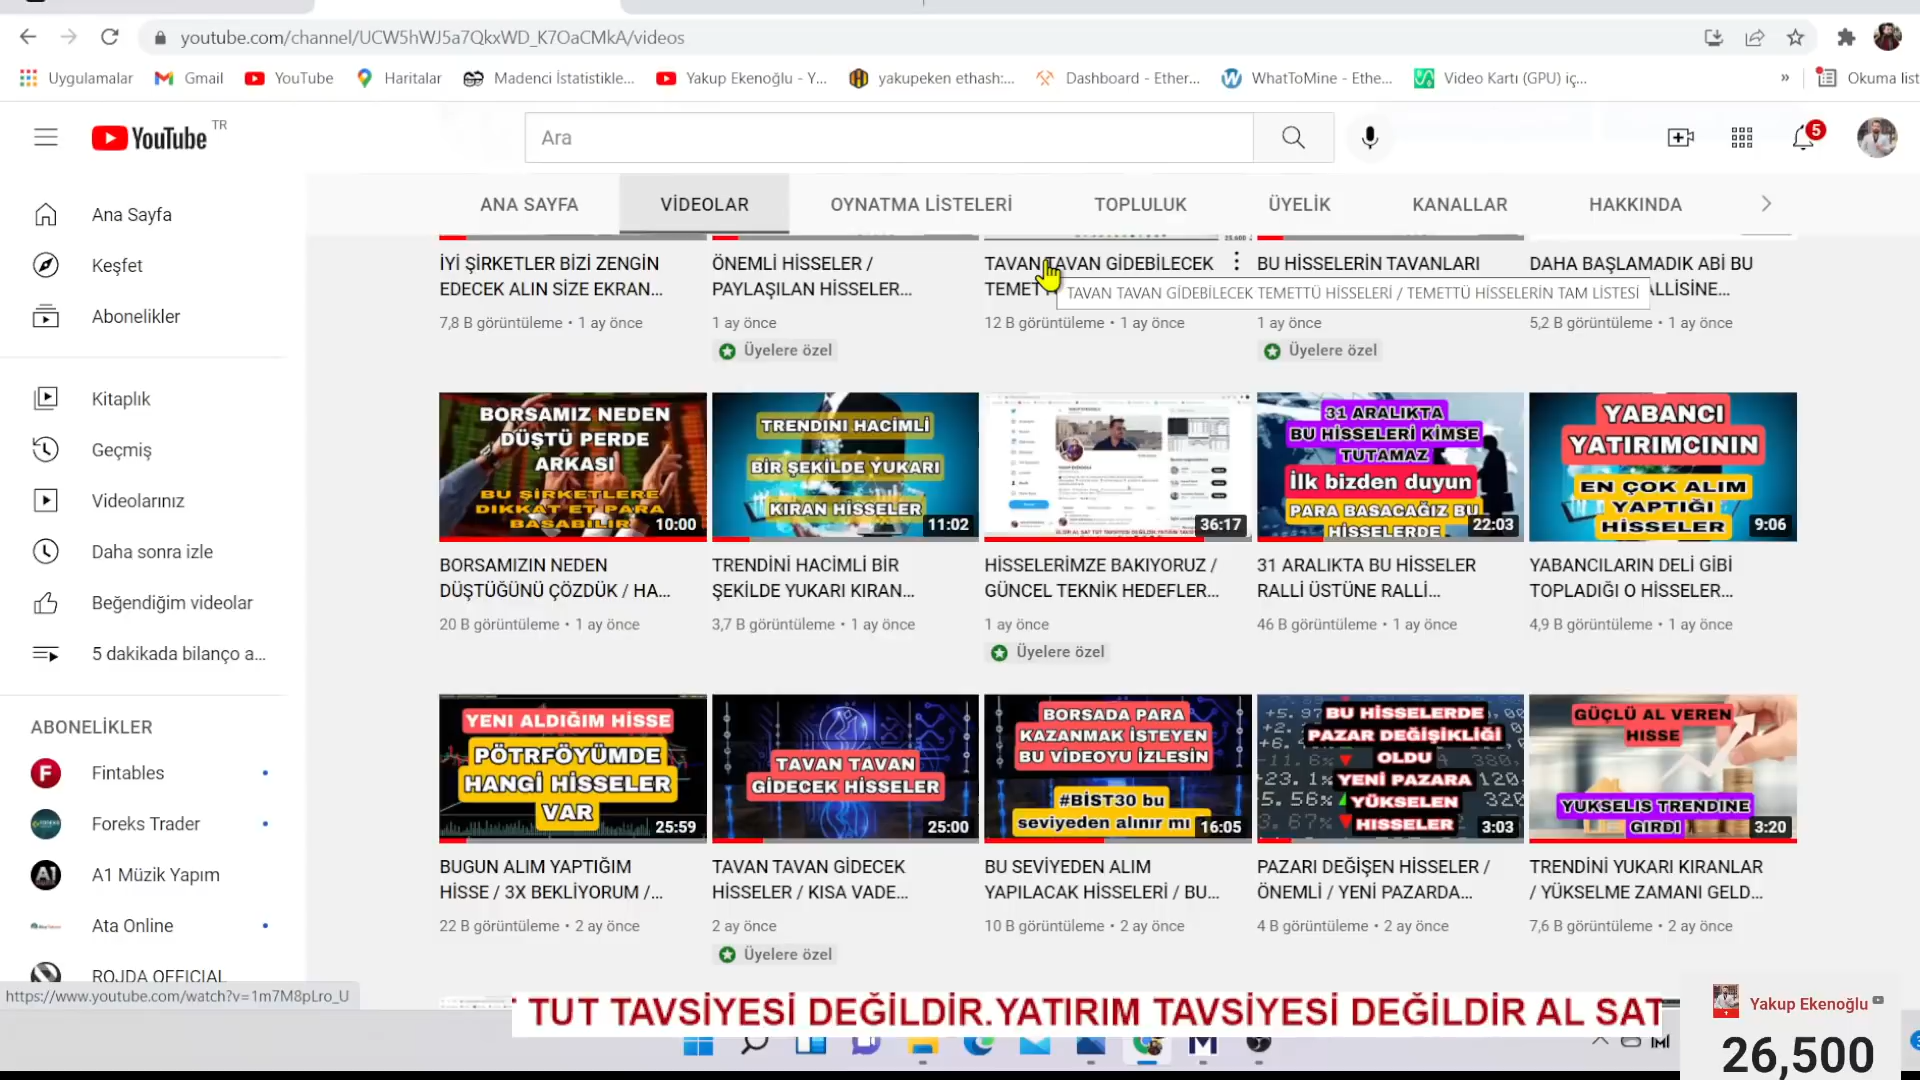 youtube.com/channel/UCW5hWJ5a7QkxWD_K7OaCMkA/videos
Uygulamalar Gmail YouTube Haritalar Madenci İstatistikle... Yakup Ekenoğlu - Y... yakupeken ethash:... Dashboard - Ether... WhatToMine - Ethe... Video Kartı (GPU) iç... » Okuma list
YouTube TR
Ara
5
ANA SAYFA VİDEOLAR OYNATMA LİSTELERİ TOPLULUK ÜYELİK KANALLAR HAKKINDA
Ana Sayfa
Keşfet
Abonelikler
Kitaplık
Geçmiş
Videolarınız
Daha sonra izle
Beğendiğim videolar
5 dakikada bilanço a...
ABONELİKLER
Fintables
Foreks Trader
A1 Müzik Yapım
Ata Online
ROJDA OFFICIAL
https://www.youtube.com/watch?v=1m7M8pLro_U
İYİ ŞİRKETLER BİZİ ZENGİN
EDECEK ALIN SİZE EKRAN...
7,8 B görüntüleme • 1 ay önce
ÖNEMLİ HİSSELER /
PAYLAŞILAN HİSSELER...
1 ay önce
Üyelere özel
TAVAN TAVAN GİDEBİLECEK
TEMET
12 B görüntüleme • 1 ay önce
TAVAN TAVAN GİDEBİLECEK TEMETTÜ HİSSELERİ / TEMETTÜ HİSSELERİN TAM LİSTESİ
BU HİSSELERİN TAVANLARI
1 ay önce
Üyelere özel
DAHA BAŞLAMADIK ABİ BU
ALLİSİNE...
5,2 B görüntüleme • 1 ay önce
BORSAMIZ NEDEN
DÜŞTÜ PERDE
ARKASI
BU ŞİRKETLERE
DIKKAT ET PARA
BASABILIR
10:00
BORSAMIZIN NEDEN
DÜŞTÜĞÜNÜ ÇÖZDÜK / HA...
20 B görüntüleme • 1 ay önce
TRENDINI HACIMLİ
BİR ŞEKİLDE YUKARI
KIRAN HİSSELER
11:02
TRENDİNİ HACİMLİ BİR
ŞEKİLDE YUKARI KIRAN...
3,7 B görüntüleme • 1 ay önce
36:17
HİSSELERİMZE BAKIYORUZ /
GÜNCEL TEKNİK HEDEFLER...
1 ay önce
Üyelere özel
31 ARALIKTA
BU HİSSELERİ KİMSE
TUTAMAZ
İlk bizden duyun
PARA BASACAĞIZ BU
HİSSELERDE
22:03
31 ARALIKTA BU HİSSELER
RALLİ ÜSTÜNE RALLİ...
46 B görüntüleme • 1 ay önce
YABANCI
YATIRIMCININ
EN ÇOK ALIM
YAPTIĞI
HİSSELER
9:06
YABANCILARIN DELİ GİBİ
TOPLADIĞI O HİSSELER...
4,9 B görüntüleme • 1 ay önce
YENI ALDIĞIM HİSSE
PÖTRFÖYÜMDE
HANGİ HİSSELER
VAR
25:59
BUGUN ALIM YAPTIĞIM
HİSSE / 3X BEKLİYORUM /...
22 B görüntüleme • 2 ay önce
TAVAN TAVAN
GİDECEK HİSSELER
25:00
TAVAN TAVAN GİDECEK
HİSSELER / KISA VADE...
2 ay önce
Üyelere özel
BORSADA PARA
KAZANMAK İSTEYEN
BU VİDEOYU İZLESİN
#BİST30 bu
seviyeden alınır mı
16:05
BU SEVİYEDEN ALIM
YAPILACAK HİSSELERİ / BU...
10 B görüntüleme • 2 ay önce
BU HİSSELERDE
PAZAR DEĞİŞİKLİĞİ
OLDU
YENİ PAZARA
YÜKSELEN
HISSELER
3:03
PAZARI DEĞİŞEN HİSSELER /
ÖNEMLİ / YENİ PAZARDA...
4 B görüntüleme • 2 ay önce
GÜÇLÜ AL VEREN
HISSE
YUKSELIS TRENDINE
GIRDI
3:20
TRENDİNİ YUKARI KIRANLAR
/ YÜKSELME ZAMANI GELD...
7,6 B görüntüleme • 2 ay önce
TUT TAVSİYESİ DEĞİLDİR.YATIRIM TAVSİYESİ DEĞİLDİR AL SAT
Yakup Ekenoğlu
26,500